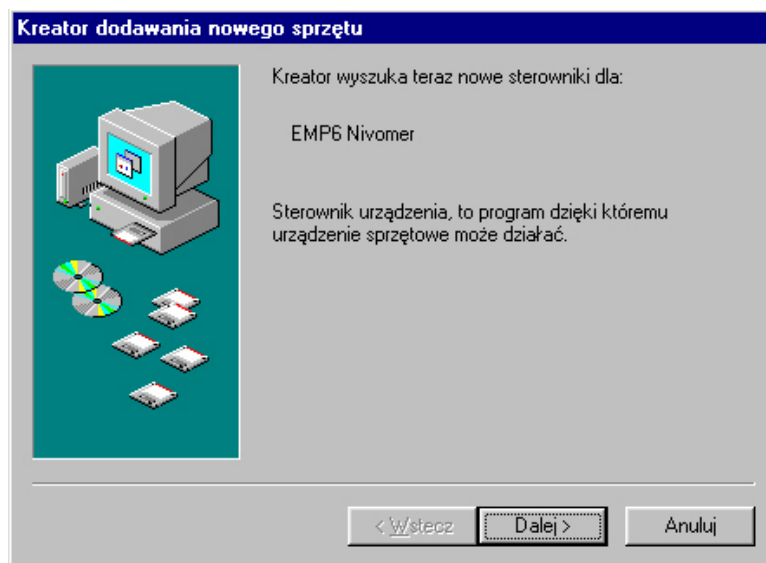 Kreator dodawania nowego sprzętu
Kreator wyszuka teraz nowe sterowniki dla:
EMP6 Nivomer
Sterownik urządzenia, to program dzięki któremu
urządzenie sprzętowe może działać.
< Wstecz
Dalej >
Anuluj